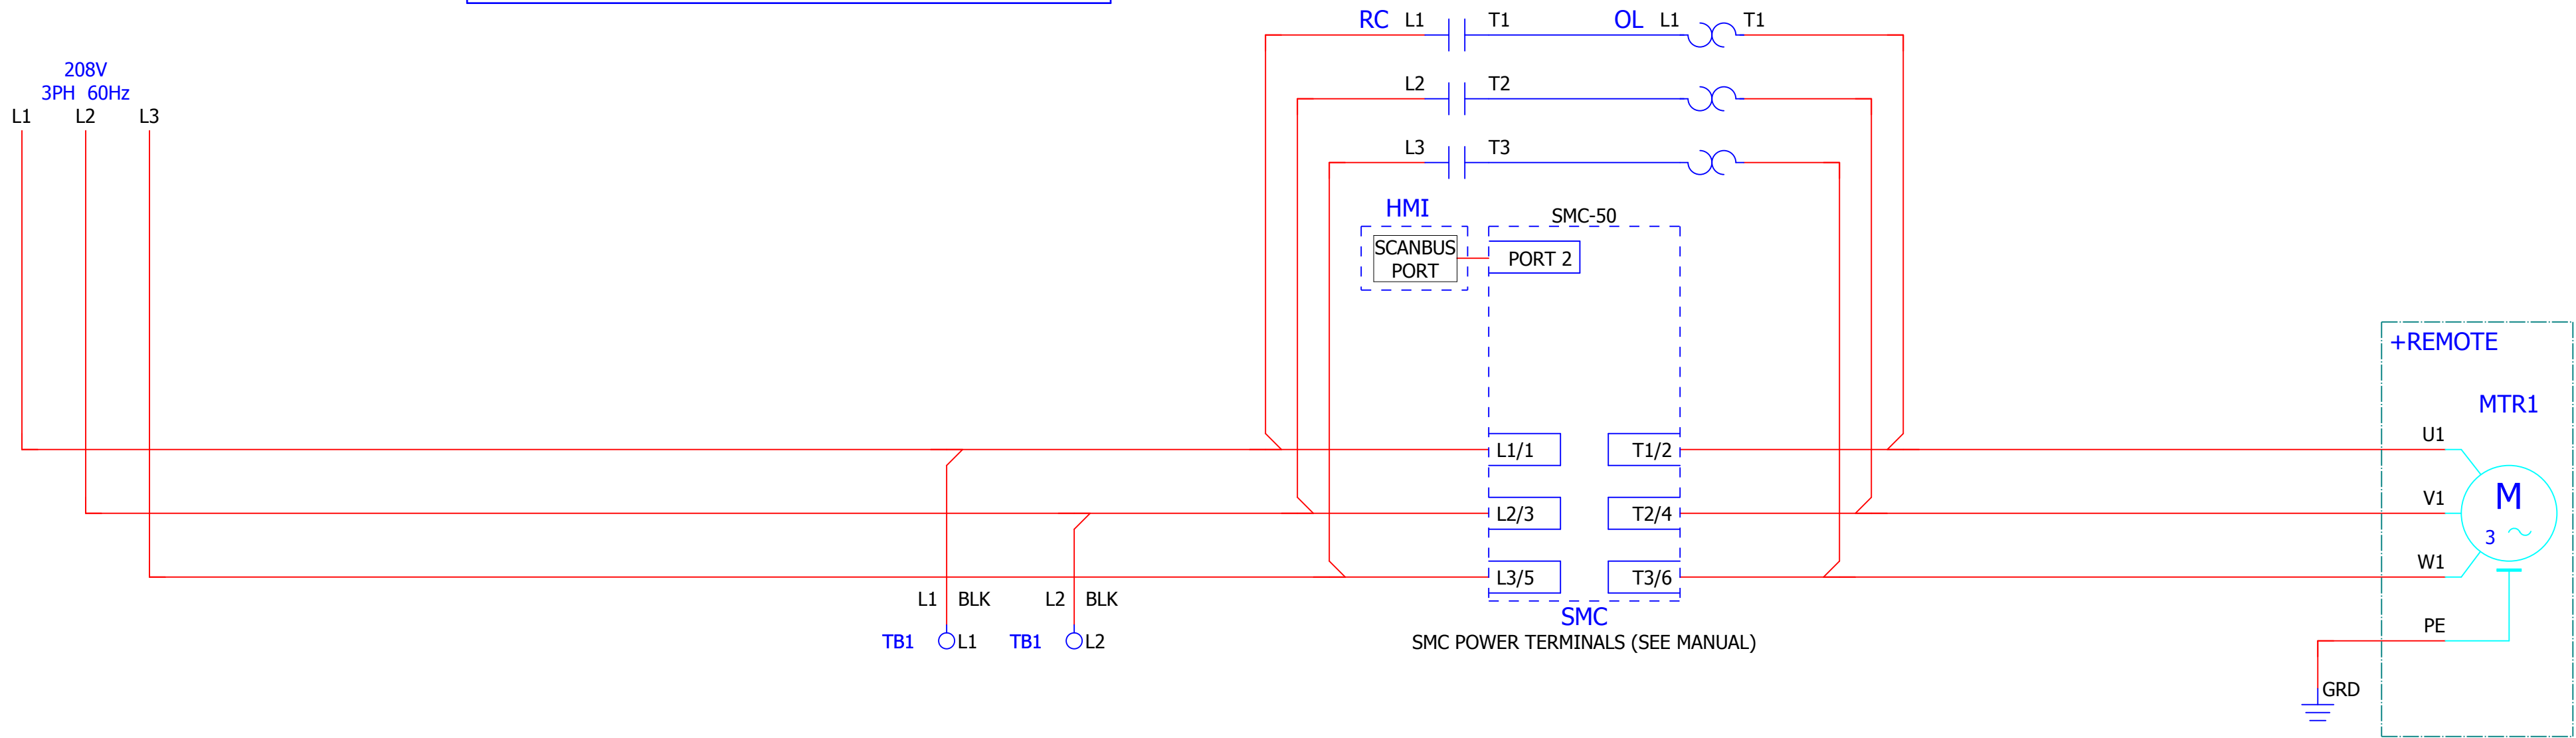 RC L1 T1 OL L1 T1
208V
3PH 60Hz
L1 L2 L3
L2 T2
L3 T3
HMI
SMC-50
SCANBUS
PORT
PORT 2
+REMOTE
MTR1
L1/1 T1/2 U1
L2/3 T2/4 V1
M
3
L3/5 T3/6 W1
L1 BLK L2 BLK
SMC
TB1 L1 TB1 L2
SMC POWER TERMINALS (SEE MANUAL)
PE
GRD